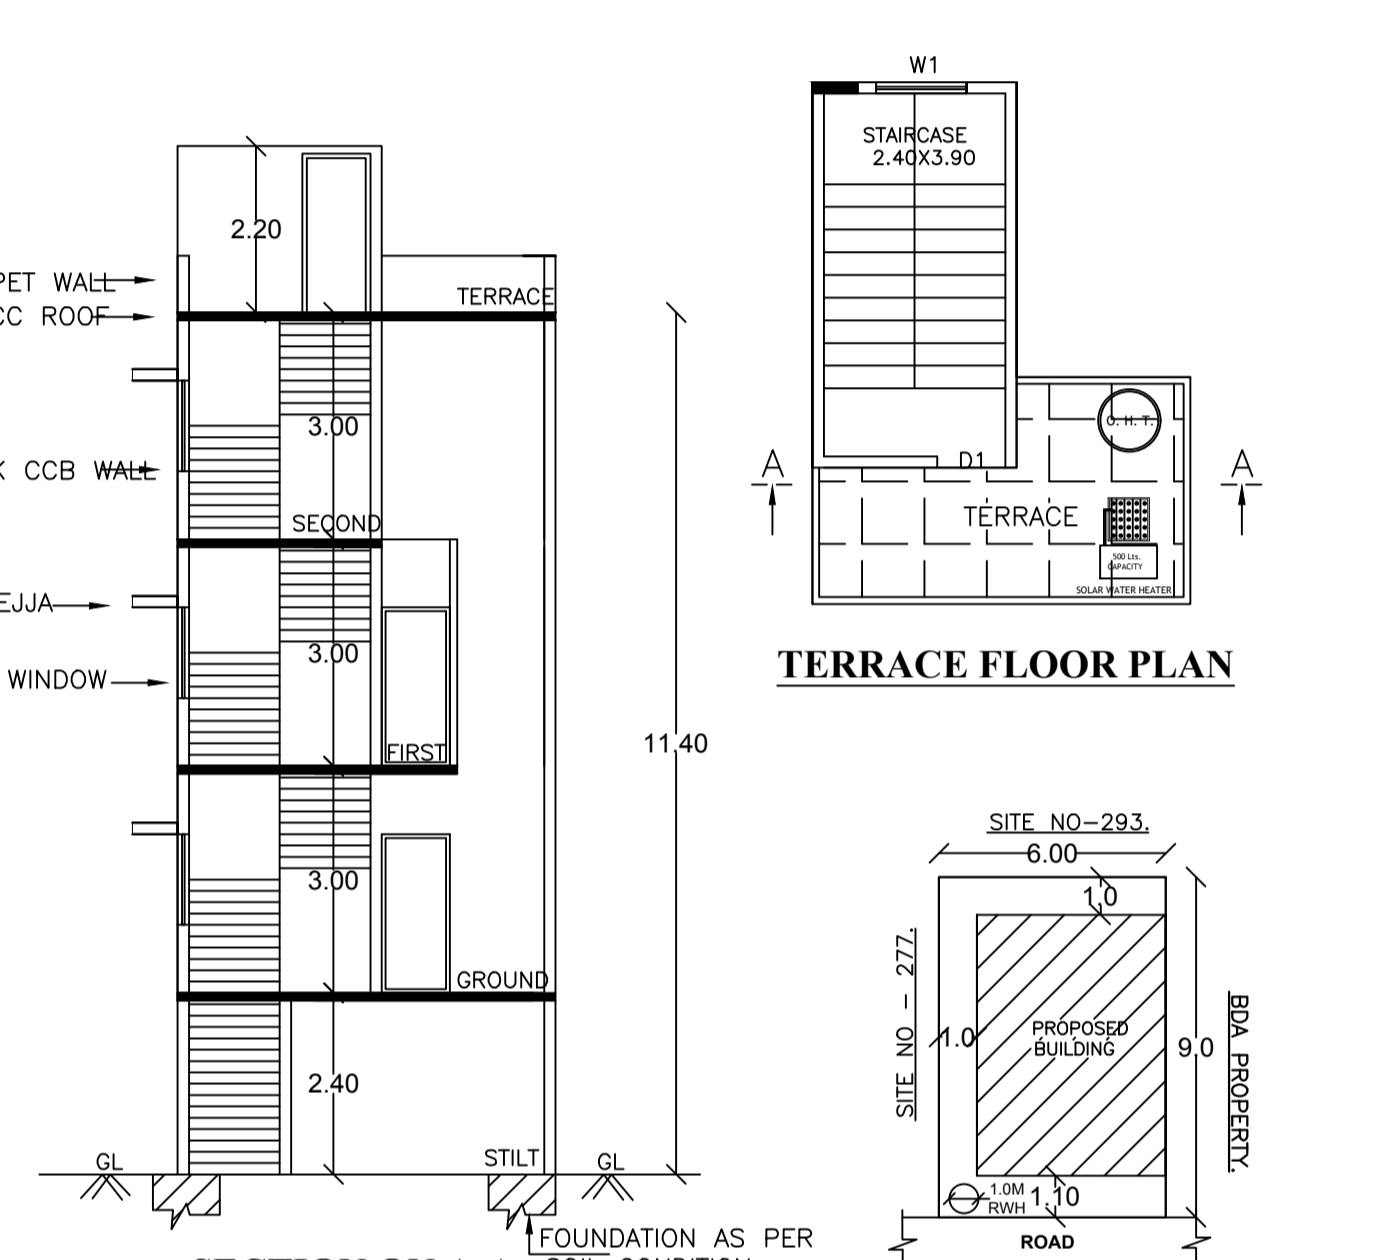 2.20
PET WALL
CC ROOF
TERRACE
3.00
K CCB WALL
SECOND
EJJA
3.00
WINDOW
FIRST
11.40
3.00
GROUND
2.40
GL
STILT
GL
FOUNDATION AS PER
W1
STAIRCASE
2.40X3.90
O. H. T.
D1
A
A
TERRACE
500 Lts.
CAPACITY
SOLAR WATER HEATER
TERRACE FLOOR PLAN
SITE NO-293.
6.00
1.0
SITE NO - 277.
1.0
PROPOSED
BUILDING
9.0
BDA PROPERTY.
1.0M
RWH
1.10
ROAD